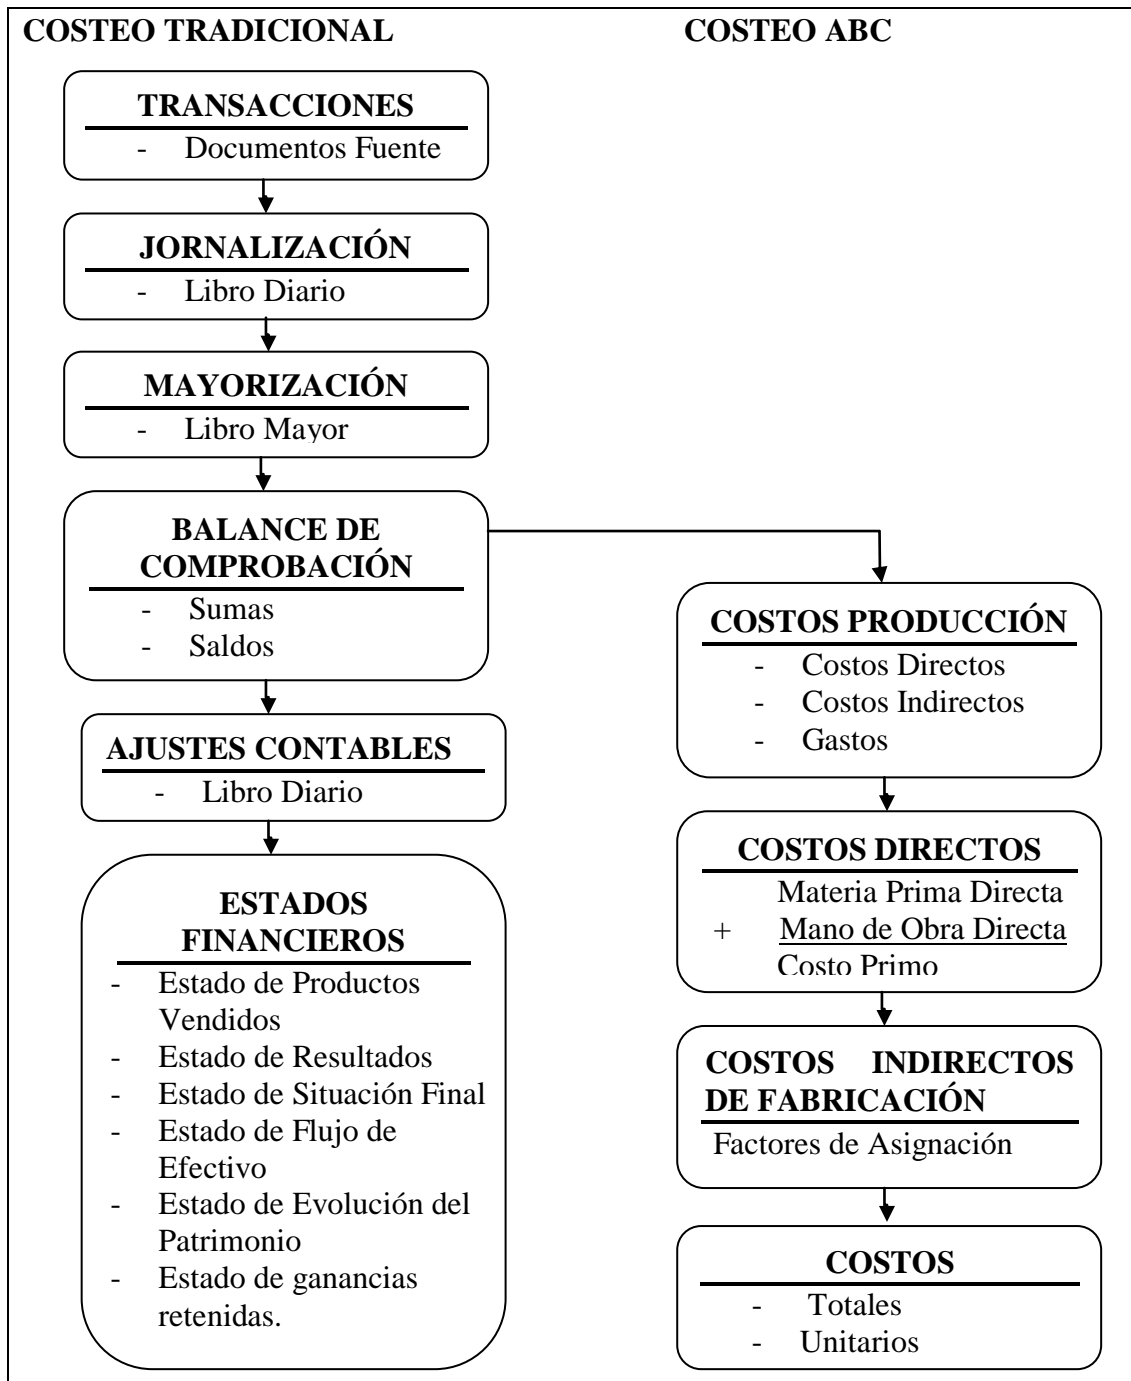 COSTEO TRADICIONAL
TRANSACCIONES
- Documentos Fuente
JORNALIZACIÓN
- Libro Diario
MAYORIZACIÓN
- Libro Mayor
BALANCE DE
COMPROBACIÓN
- Sumas
- Saldos
AJUSTES CONTABLES
- Libro Diario
ESTADOS
FINANCIEROS
- Estado de Productos
Vendidos
- Estado de Resultados
- Estado de Situación Final
- Estado de Flujo de
Efectivo
- Estado de Evolución del
Patrimonio
- Estado de ganancias
retenidas.
COSTEO ABC
COSTOS PRODUCCIÓN
- Costos Directos
- Costos Indirectos
- Gastos
COSTOS DIRECTOS
Materia Prima Directa
+ Mano de Obra Directa
Costo Primo
COSTOS INDIRECTOS
DE FABRICACIÓN
Factores de Asignación
COSTOS
- Totales
- Unitarios